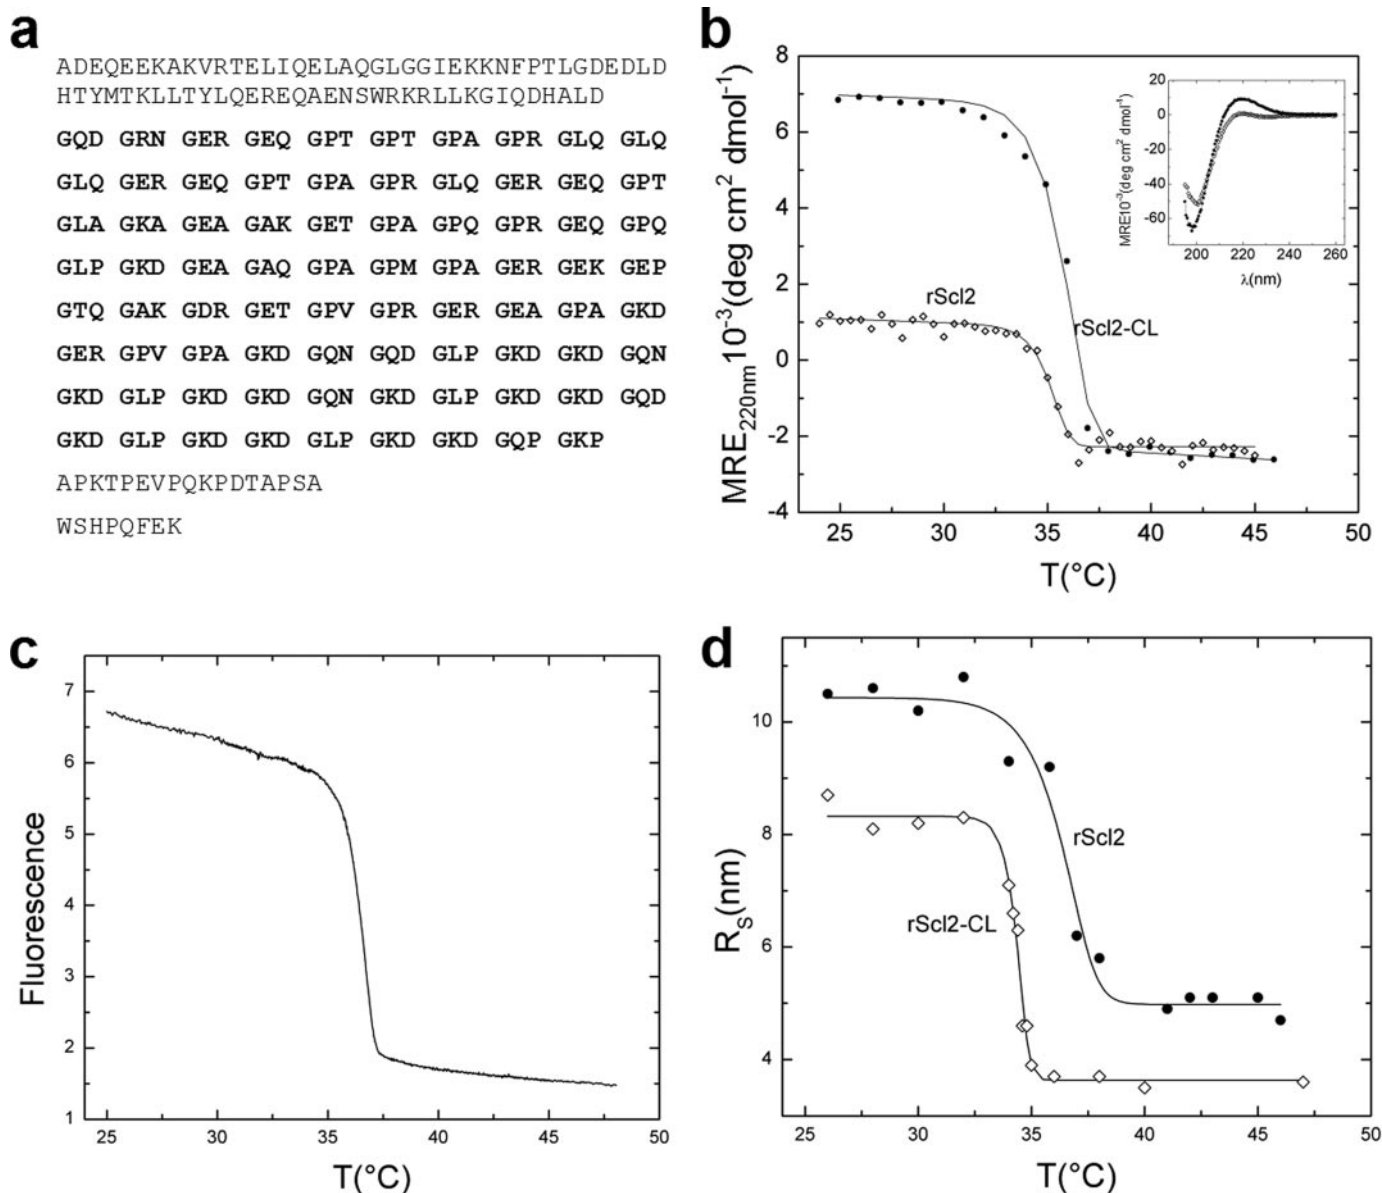 a
ADEQEEKAKVRTELIQELAQGLGGIEKKNFPTLGDEDLD
HTYMTKLLTYLQEREQAENSWRKRLLKGIQDHALD
GQD GRN GER GEQ GPT GPT GPA GPR GLQ GLQ
GLQ GER GEQ GPT GPA GPR GLQ GER GEQ GPT
GLA GKA GEA GAK GET GPA GPQ GPR GEQ GPQ
GLP GKD GEA GAQ GPA GPM GPA GER GEK GEP
GTQ GAK GDR GET GPV GPR GER GEA GPA GKD
GER GPV GPA GKD GQN GQD GLP GKD GKD GQN
GKD GLP GKD GKD GQN GKD GLP GKD GKD GQD
GKD GLP GKD GKD GLP GKD GKD GQP GKP
APKTPEVPQKPDTAPSA
WSHPQFEK
b
MRE220nm10-3(deg cm2 dmol-1)
8
6
4
2
0
-2
-4
rScl2
rScl2-CL
25 30 35 40 45 50
T(°C)
MRE10-3(deg cm2 dmol-1)
20
0
-20
-40
-60
200 220 240 260
λ(nm)
c
Fluorescence
7
6
5
4
3
2
1
25 30 35 40 45 50
T(°C)
d
RS(nm)
10
8
6
4
rScl2
rScl2-CL
25 30 35 40 45 50
T(°C)